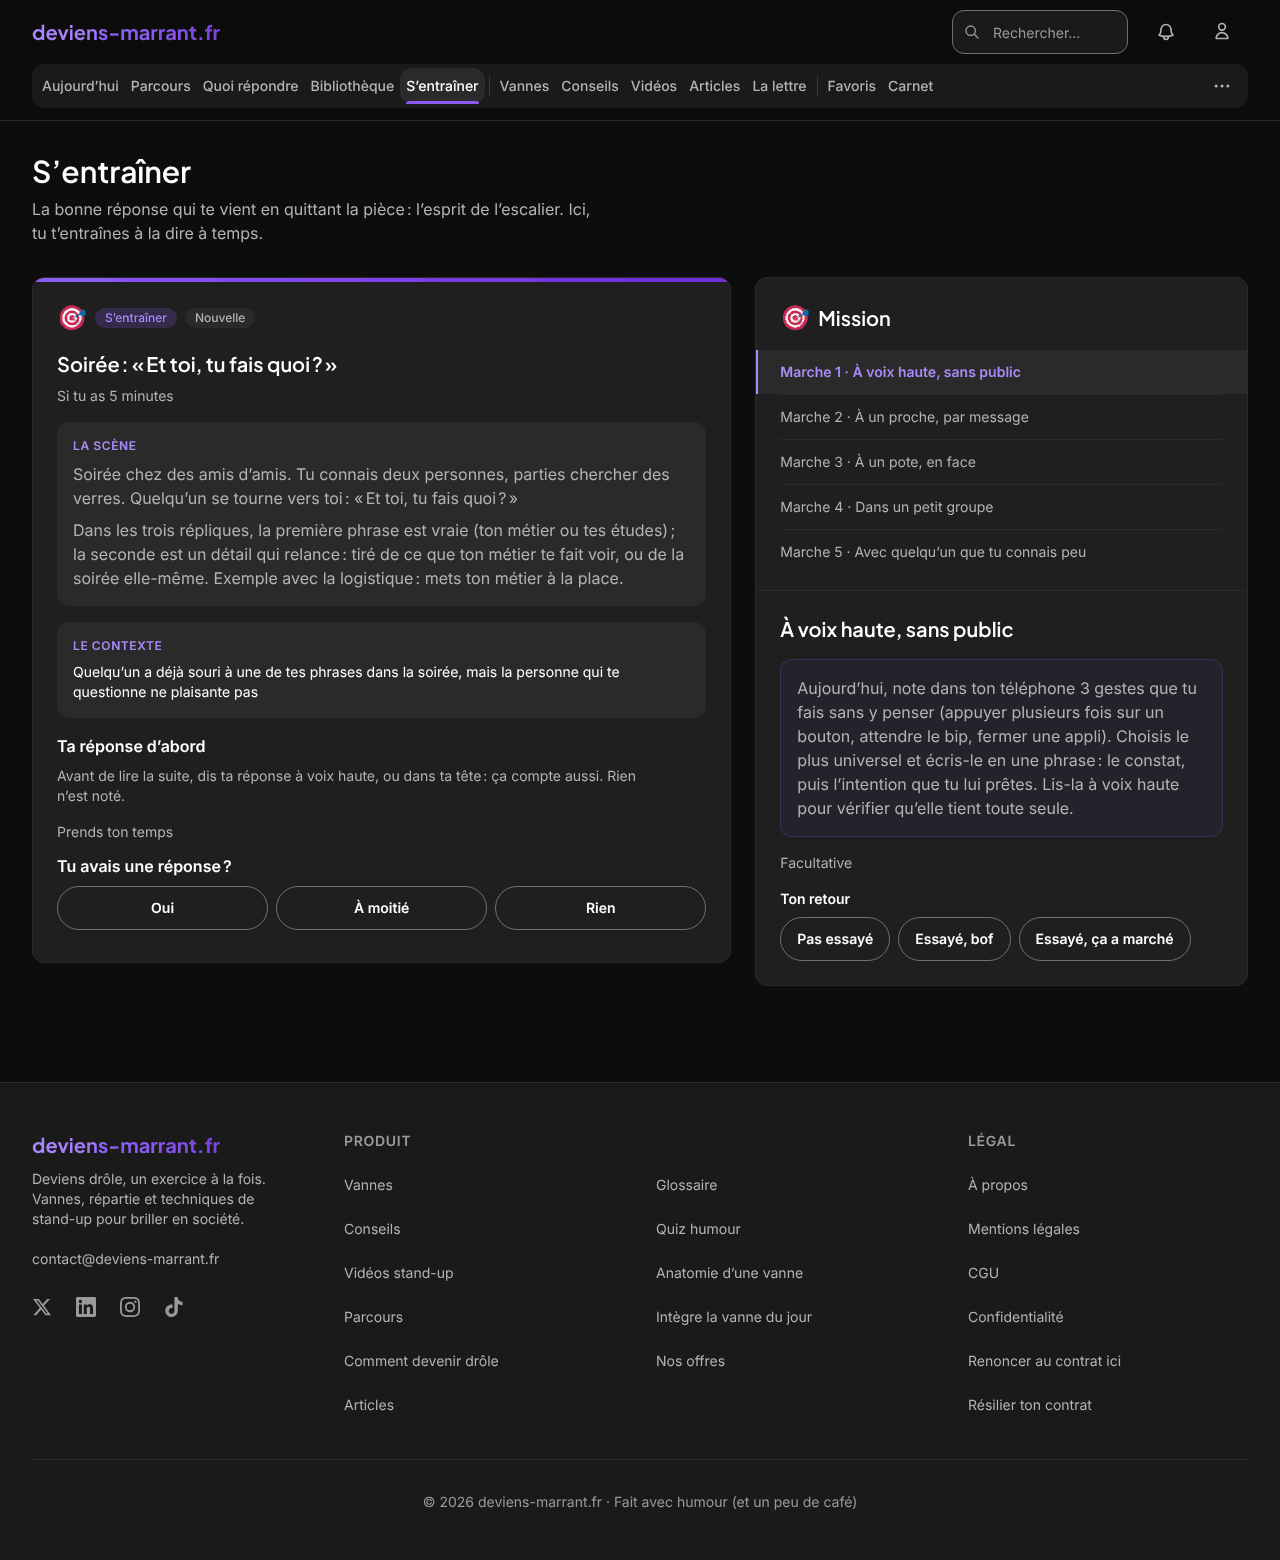 deviens-marrant.fr
Rechercher...
Aujourd’hui Parcours Quoi répondre Bibliothèque S’entraîner Vannes Conseils Vidéos Articles La lettre Favoris Carnet
S’entraîner
La bonne réponse qui te vient en quittant la pièce : l’esprit de l’escalier. Ici,
tu t’entraînes à la dire à temps.
S'entraîner Nouvelle
Soirée : « Et toi, tu fais quoi ? »
Si tu as 5 minutes
LA SCÈNE
Soirée chez des amis d’amis. Tu connais deux personnes, parties chercher des
verres. Quelqu’un se tourne vers toi : « Et toi, tu fais quoi ? »
Dans les trois répliques, la première phrase est vraie (ton métier ou tes études) ;
la seconde est un détail qui relance : tiré de ce que ton métier te fait voir, ou de la
soirée elle-même. Exemple avec la logistique : mets ton métier à la place.
LE CONTEXTE
Quelqu’un a déjà souri à une de tes phrases dans la soirée, mais la personne qui te
questionne ne plaisante pas
Ta réponse d’abord
Avant de lire la suite, dis ta réponse à voix haute, ou dans ta tête : ça compte aussi. Rien
n’est noté.
Prends ton temps
Tu avais une réponse ?
Oui À moitié Rien
Mission
Marche 1 · À voix haute, sans public
Marche 2 · À un proche, par message
Marche 3 · À un pote, en face
Marche 4 · Dans un petit groupe
Marche 5 · Avec quelqu’un que tu connais peu
À voix haute, sans public
Aujourd’hui, note dans ton téléphone 3 gestes que tu
fais sans y penser (appuyer plusieurs fois sur un
bouton, attendre le bip, fermer une appli). Choisis le
plus universel et écris-le en une phrase : le constat,
puis l’intention que tu lui prêtes. Lis-la à voix haute
pour vérifier qu’elle tient toute seule.
Facultative
Ton retour
Pas essayé Essayé, bof Essayé, ça a marché
deviens-marrant.fr
Deviens drôle, un exercice à la fois.
Vannes, répartie et techniques de
stand-up pour briller en société.
contact@deviens-marrant.fr
PRODUIT
Vannes
Conseils
Vidéos stand-up
Parcours
Comment devenir drôle
Articles
Glossaire
Quiz humour
Anatomie d’une vanne
Intègre la vanne du jour
Nos offres
LÉGAL
À propos
Mentions légales
CGU
Confidentialité
Renoncer au contrat ici
Résilier ton contrat
© 2026 deviens-marrant.fr · Fait avec humour (et un peu de café)